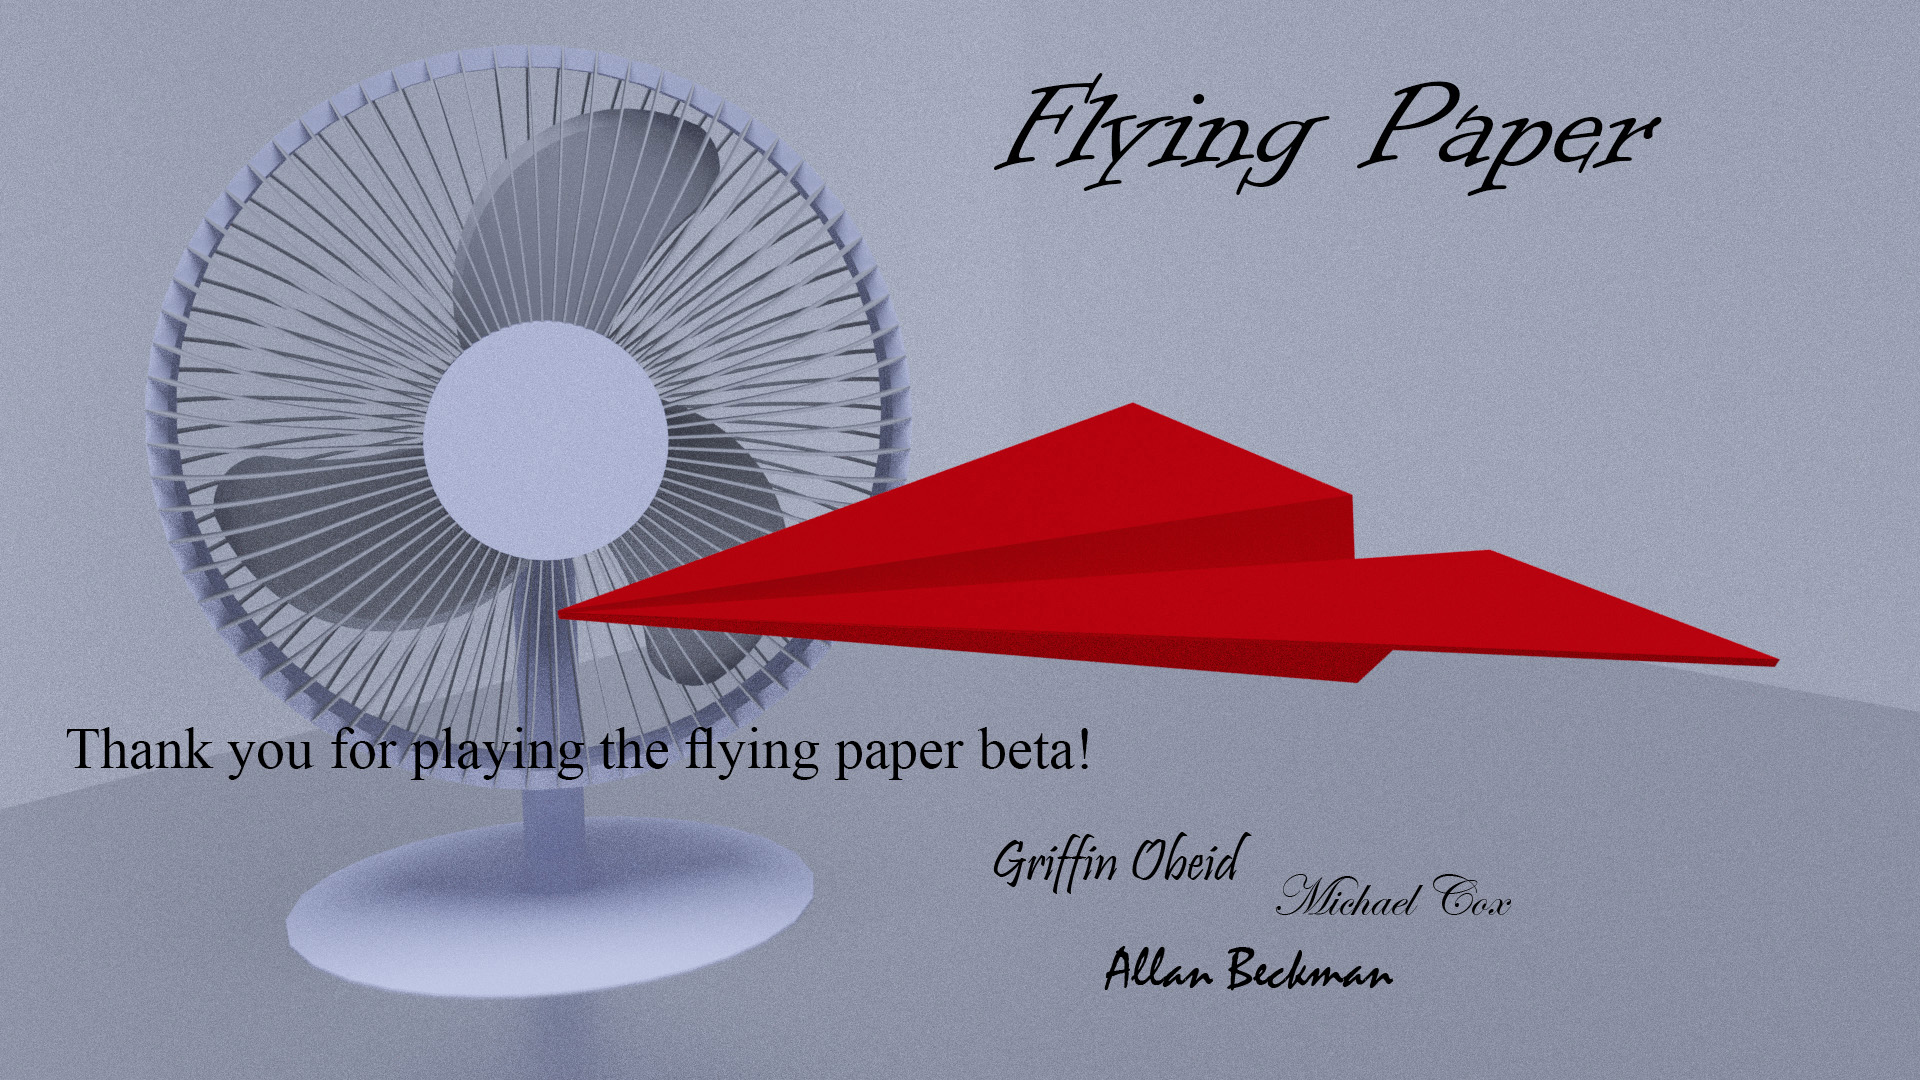 Flying Paper
Thank you for playing the flying paper beta!
Griffin Obeid
Michael Cox
Allan Beckman